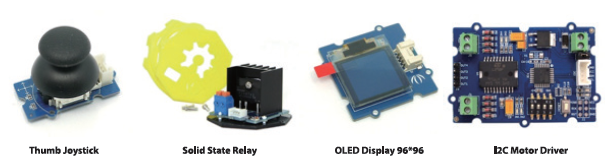 Thumb Joystick
Solid State Relay
OLED Display 96*96
I2C Motor Driver